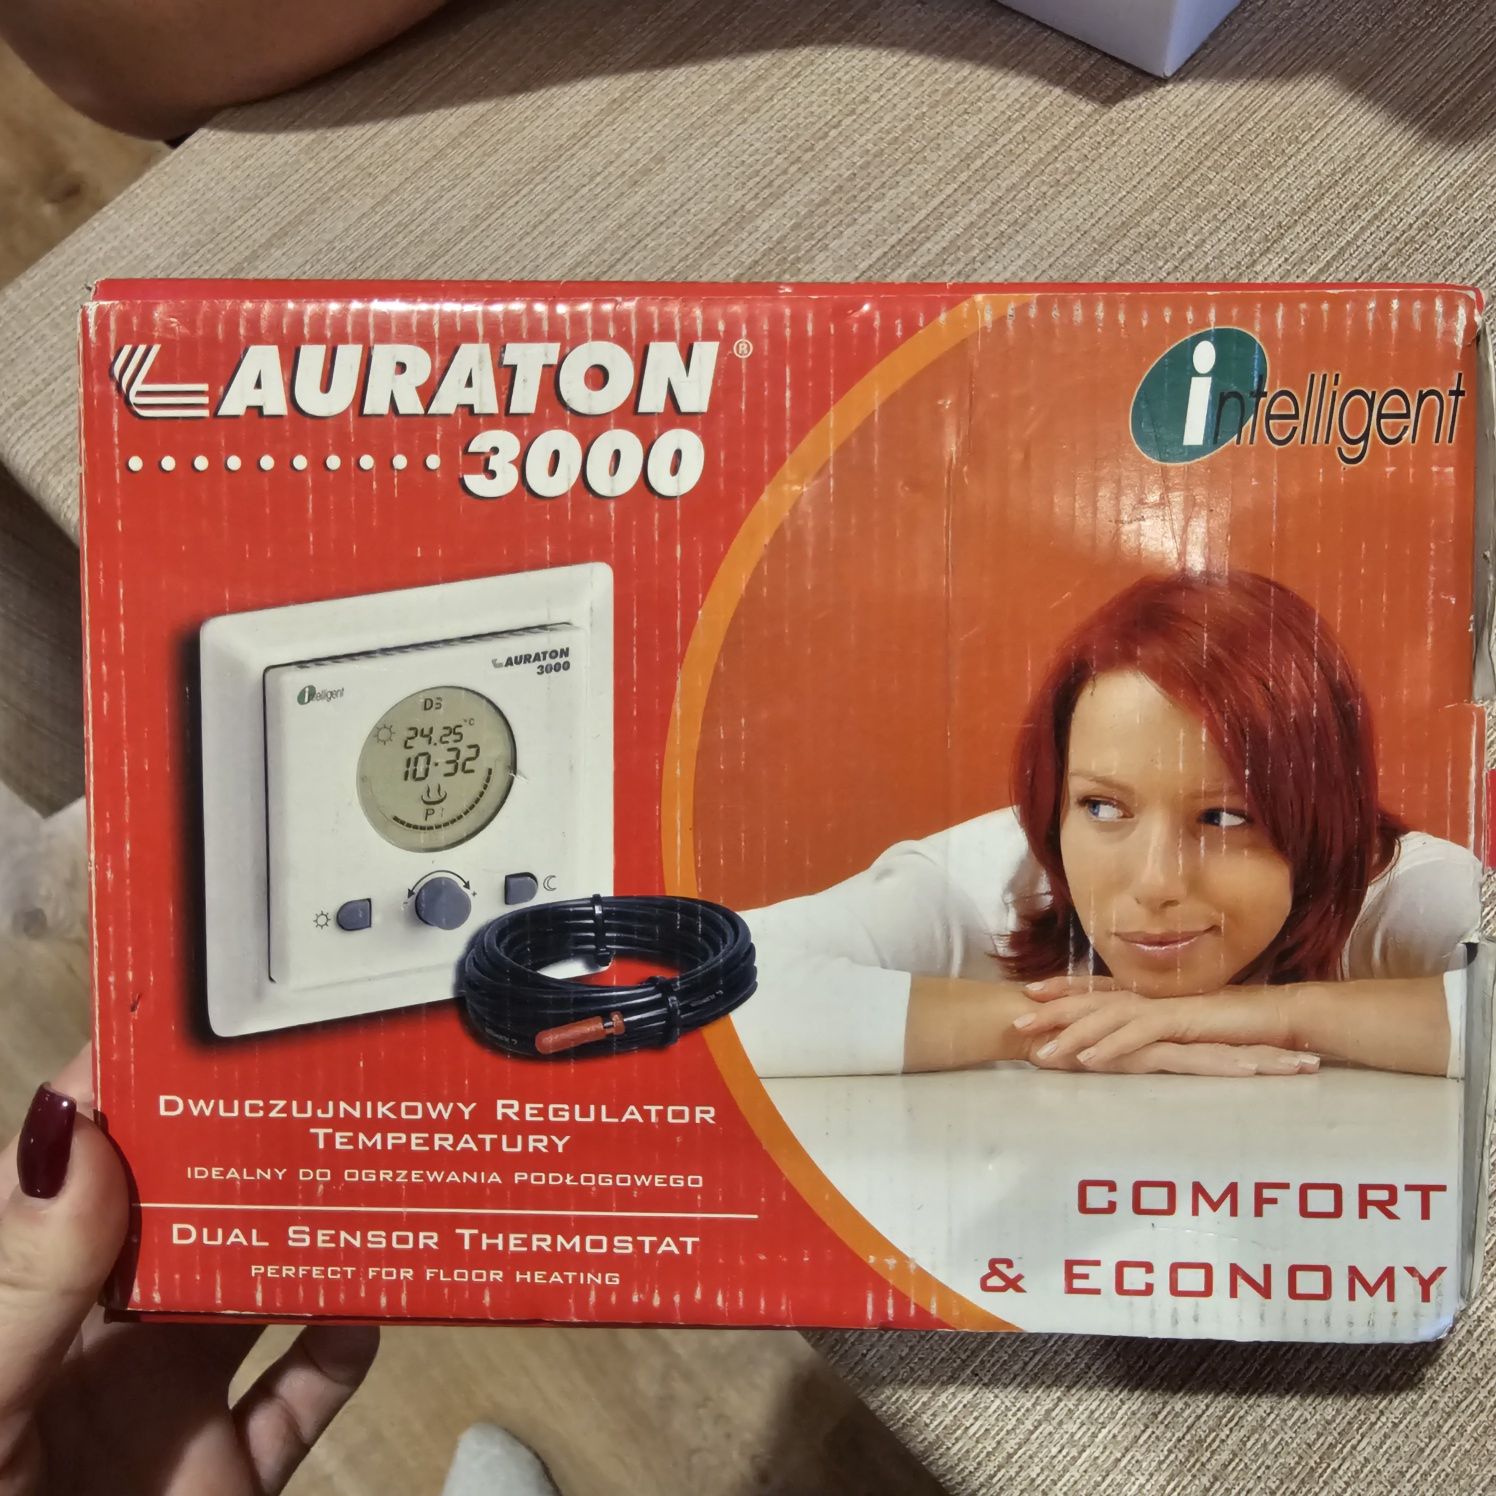 AURATON®
3000
intelligent
AURATON
3000
intelligent
24.25°C
10:32
DWUCZUJNIKOWY REGULATOR
TEMPERATURY
IDEALNY DO OGRZEWANIA PODŁOGOWEGO
DUAL SENSOR THERMOSTAT
PERFECT FOR FLOOR HEATING
COMFORT
& ECONOMY